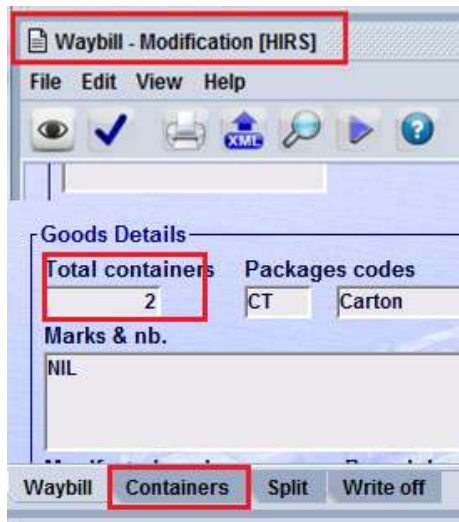 Waybill - Modification [HIRS]
File Edit View Help
XML
Goods Details
Total containers Packages codes
2 CT Carton
Marks & nb.
NIL
Waybill Containers Split Write off